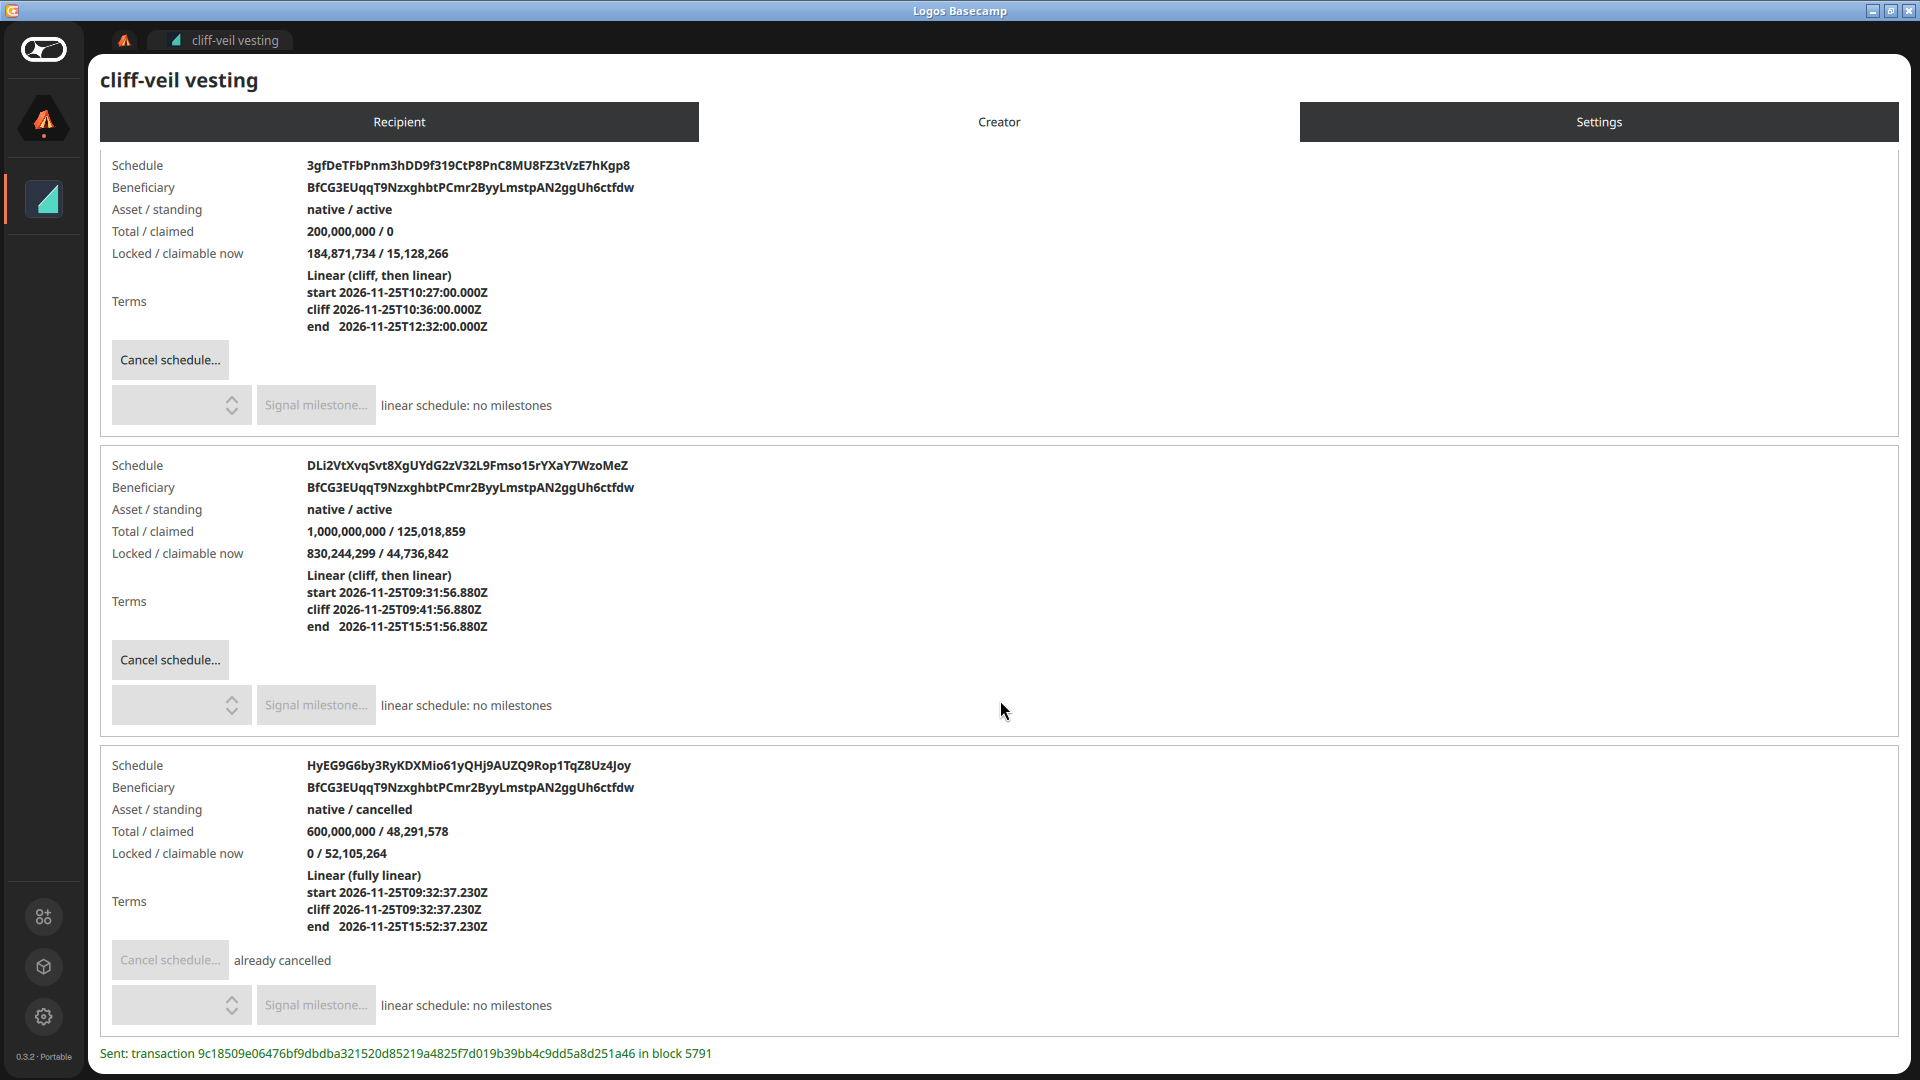 Logos Basecamp
cliff-veil vesting
cliff-veil vesting
Recipient
Creator
Settings
Schedule 3gfDeTFbPnm3hDD9f319CtP8PnC8MU8FZ3tVzE7hKgp8
Beneficiary BfCG3EUqqT9NzxghbtPCmr2ByyLmstpAN2ggUh6ctfdw
Asset / standing native / active
Total / claimed 200,000,000 / 0
Locked / claimable now 184,871,734 / 15,128,266
Terms Linear (cliff, then linear)
start 2026-11-25T10:27:00.000Z
cliff 2026-11-25T10:36:00.000Z
end 2026-11-25T12:32:00.000Z
Cancel schedule...
Signal milestone... linear schedule: no milestones
Schedule DLi2VtXvqSvt8XgUYdG2zV32L9Fmso15rYXaY7WzoMeZ
Beneficiary BfCG3EUqqT9NzxghbtPCmr2ByyLmstpAN2ggUh6ctfdw
Asset / standing native / active
Total / claimed 1,000,000,000 / 125,018,859
Locked / claimable now 830,244,299 / 44,736,842
Terms Linear (cliff, then linear)
start 2026-11-25T09:31:56.880Z
cliff 2026-11-25T09:41:56.880Z
end 2026-11-25T15:51:56.880Z
Cancel schedule...
Signal milestone... linear schedule: no milestones
Schedule HyEG9G6by3RyKDXMio61yQHj9AUZQ9Rop1TqZ8Uz4Joy
Beneficiary BfCG3EUqqT9NzxghbtPCmr2ByyLmstpAN2ggUh6ctfdw
Asset / standing native / cancelled
Total / claimed 600,000,000 / 48,291,578
Locked / claimable now 0 / 52,105,264
Terms Linear (fully linear)
start 2026-11-25T09:32:37.230Z
cliff 2026-11-25T09:32:37.230Z
end 2026-11-25T15:52:37.230Z
Cancel schedule... already cancelled
Signal milestone... linear schedule: no milestones
Sent: transaction 9c18509e06476bf9dbdba321520d85219a4825f7d019b39bb4c9dd5a8d251a46 in block 5791
0.3.2 · Portable